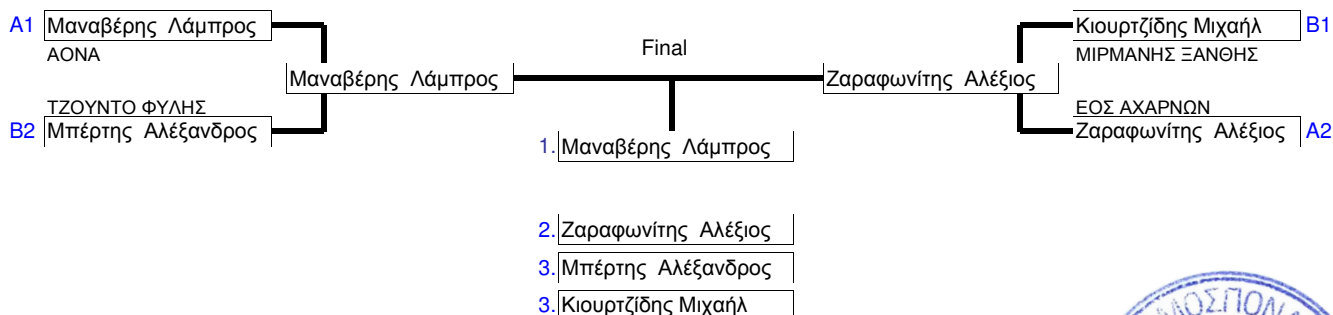 A1 Μαναβέρης Λάμπρος
ΑΟΝΑ
ΤΖΟΥΝΤΟ ΦΥΛΗΣ
B2 Μπέρτης Αλέξανδρος
Μαναβέρης Λάμπρος
Final
Ζαραφωνίτης Αλέξιος
Κιουρτζίδης Μιχαήλ B1
ΜΙΡΜΑΝΗΣ ΞΑΝΘΗΣ
ΕΟΣ ΑΧΑΡΝΩΝ
Ζαραφωνίτης Αλέξιος A2
1. Μαναβέρης Λάμπρος
2. Ζαραφωνίτης Αλέξιος
3. Μπέρτης Αλέξανδρος
3. Κιουρτζίδης Μιχαήλ